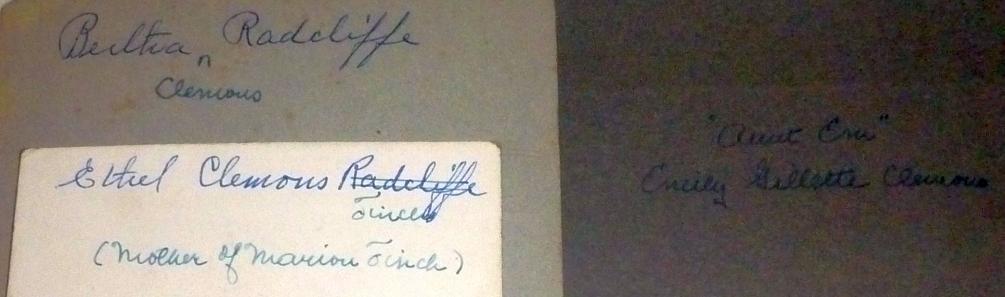 Bertha Radcliffe
^
Clemons
Ethel Clemons Radcliffe
Finch
(Mother of Marion Finch)
"Aunt Em"
Emily Gillette Clemons